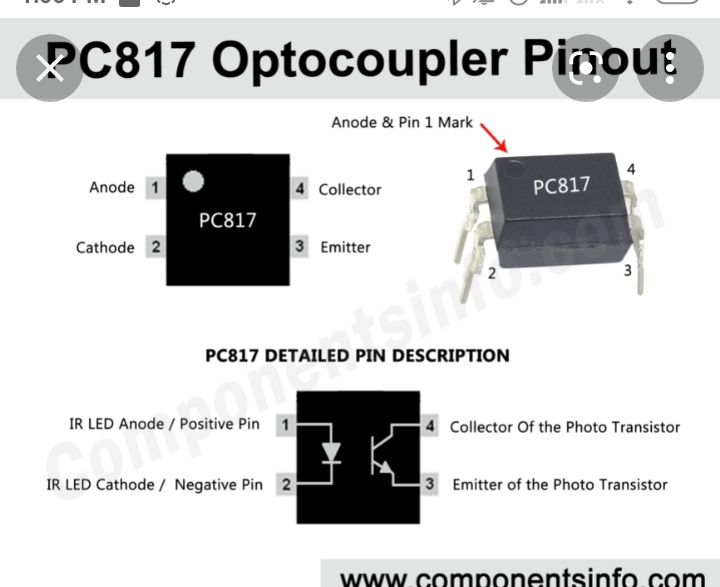 PC817 Optocoupler Pinout
Anode & Pin 1 Mark
Anode 1
PC817
4 Collector
Cathode 2
3 Emitter
1
PC817
4
2
3
PC817 DETAILED PIN DESCRIPTION
IR LED Anode / Positive Pin 1
4 Collector Of the Photo Transistor
IR LED Cathode / Negative Pin 2
3 Emitter of the Photo Transistor
Componentsinfo.com
www.componentsinfo.com